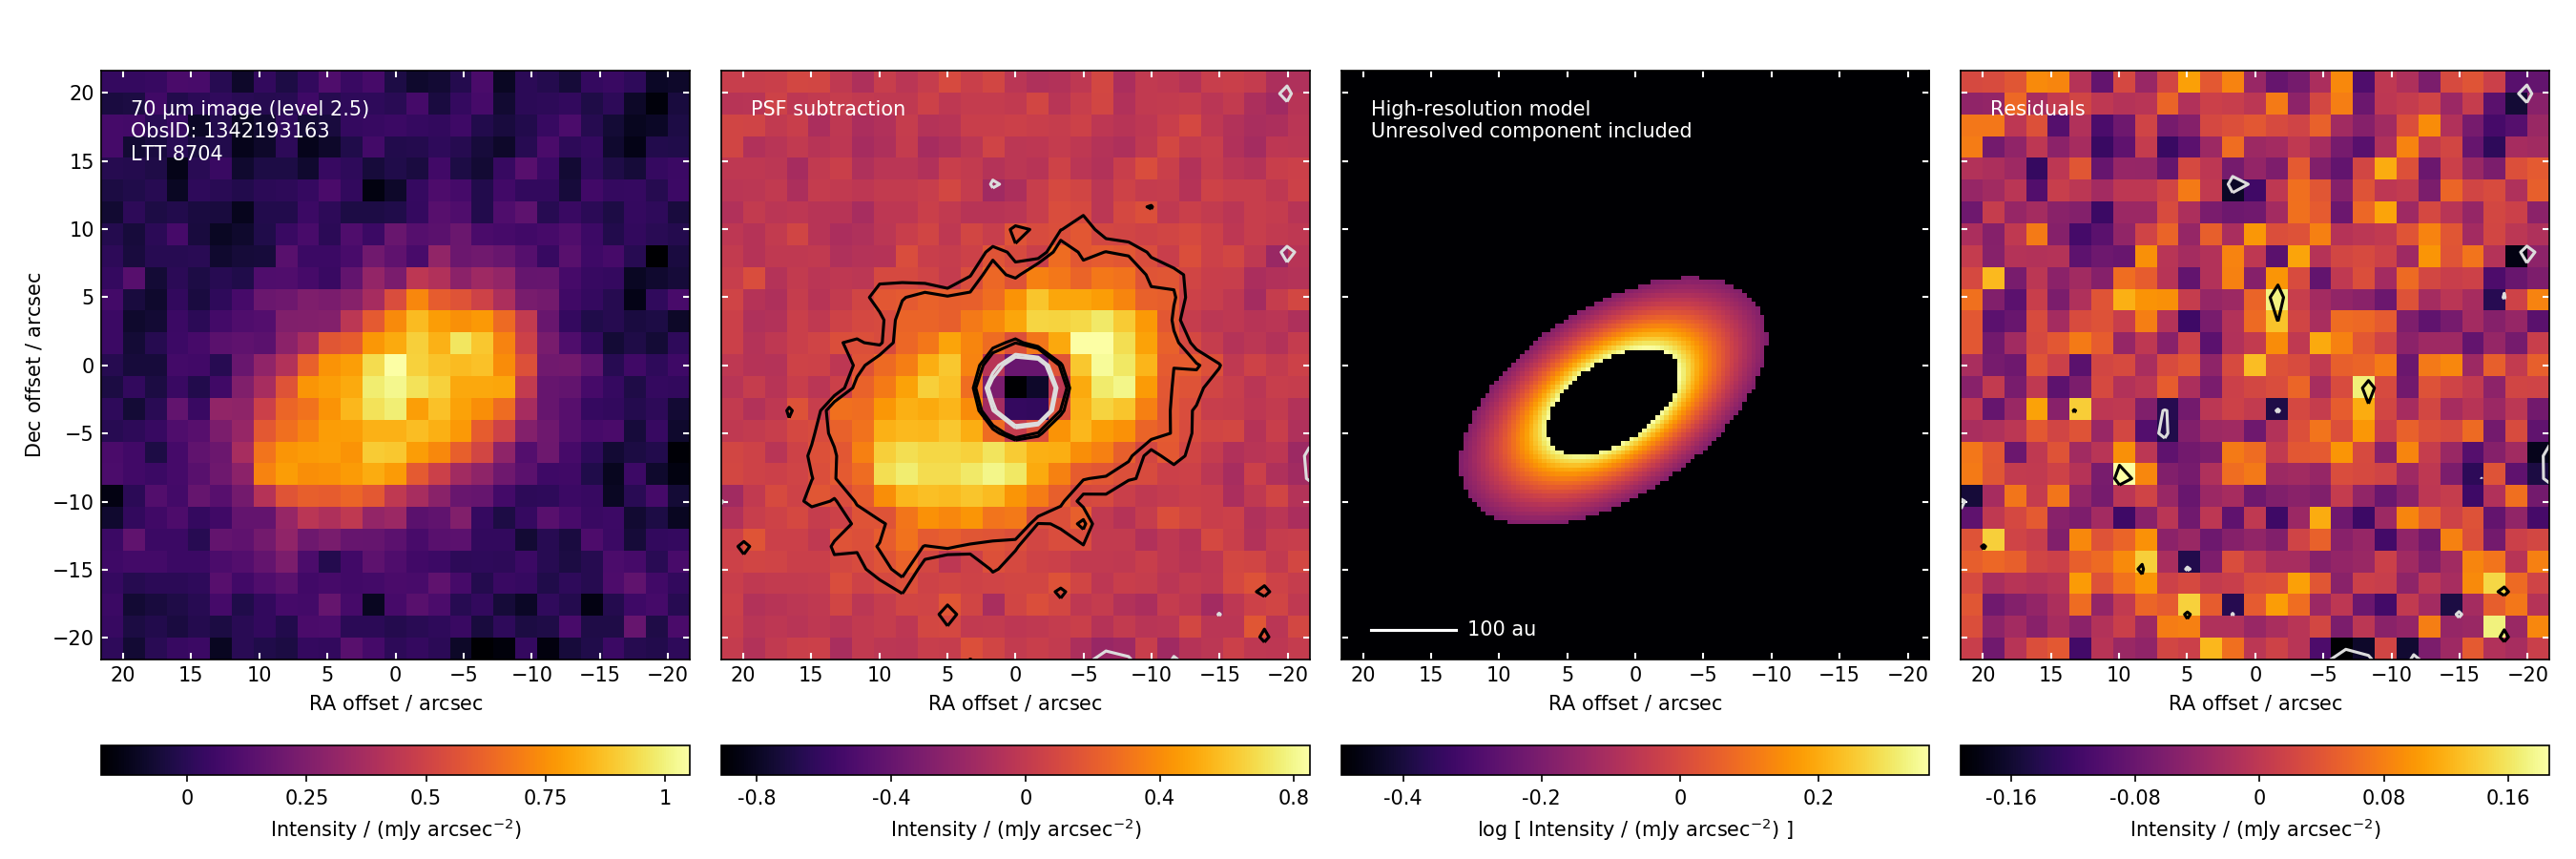 70 μm image (level 2.5)
ObsID: 1342193163
LTT 8704
PSF subtraction
High-resolution model
Unresolved component included
Residuals
100 au
Dec offset / arcsec
20
15
10
5
0
−5
−10
−15
−20
20 15 10 5 0 −5 −10 −15 −20
20 15 10 5 0 −5 −10 −15 −20
20 15 10 5 0 −5 −10 −15 −20
20 15 10 5 0 −5 −10 −15 −20
RA offset / arcsec
RA offset / arcsec
RA offset / arcsec
RA offset / arcsec
0 0.25 0.5 0.75 1
-0.8 -0.4 0 0.4 0.8
-0.4 -0.2 0 0.2
-0.16 -0.08 0 0.08 0.16
Intensity / (mJy arcsec⁻²)
Intensity / (mJy arcsec⁻²)
log [ Intensity / (mJy arcsec⁻²) ]
Intensity / (mJy arcsec⁻²)